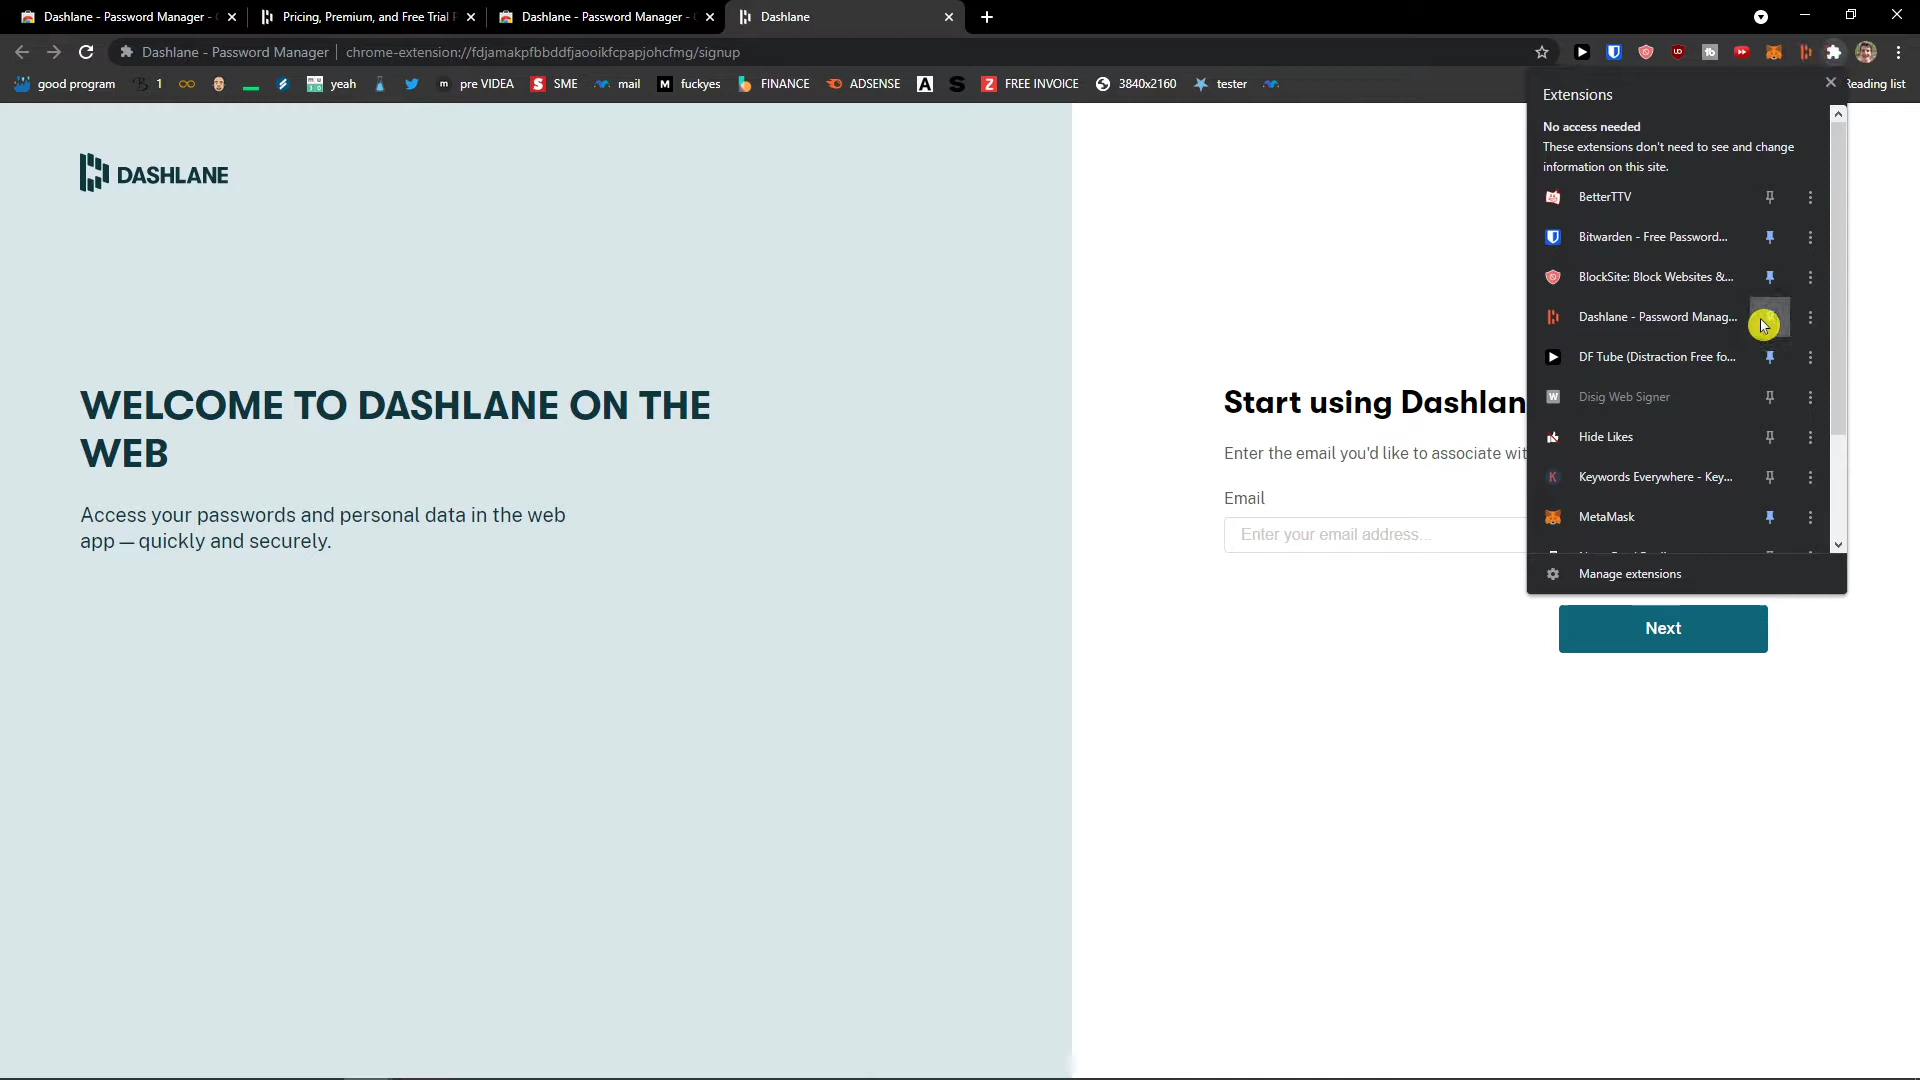 Dashlane - Password Manager -
Pricing, Premium, and Free Trial
Dashlane - Password Manager -
Dashlane
Dashlane - Password Manager
chrome-extension://fdjamakpfbbddfjaooikfcpapjohcfmg/signup
good program
1
yeah
pre VIDEA
SME
mail
fuckyes
FINANCE
ADSENSE
FREE INVOICE
3840x2160
tester
Reading list
Extensions
No access needed
These extensions don't need to see and change
information on this site.
BetterTTV
Bitwarden - Free Password...
BlockSite: Block Websites &...
Dashlane - Password Manag...
DF Tube (Distraction Free fo...
Disig Web Signer
Hide Likes
Keywords Everywhere - Key...
MetaMask
Manage extensions
DASHLANE
WELCOME TO DASHLANE ON THE
WEB
Access your passwords and personal data in the web
app — quickly and securely.
Start using Dashlan
Enter the email you'd like to associate wit
Email
Enter your email address...
Next